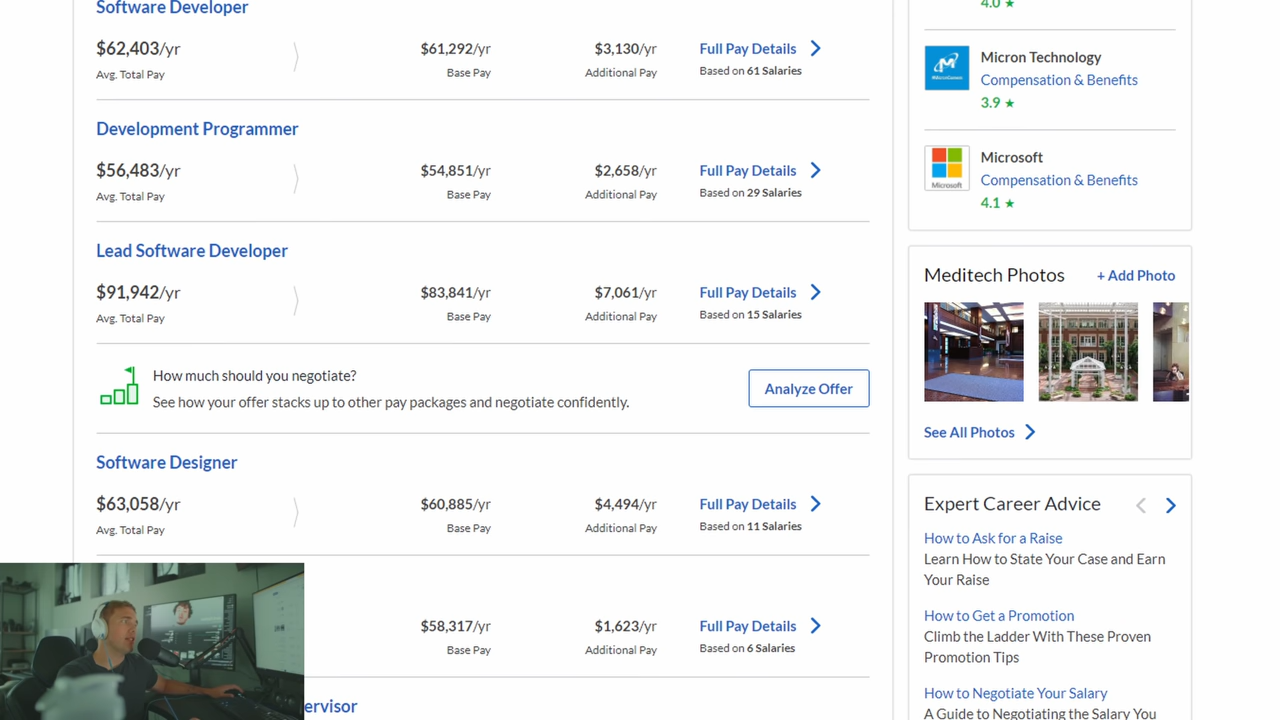 Software Developer
$62,403/yr
Avg. Total Pay
$61,292/yr
Base Pay
$3,130/yr
Additional Pay
Full Pay Details
Based on 61 Salaries
Development Programmer
$56,483/yr
Avg. Total Pay
$54,851/yr
Base Pay
$2,658/yr
Additional Pay
Full Pay Details
Based on 29 Salaries
Lead Software Developer
$91,942/yr
Avg. Total Pay
$83,841/yr
Base Pay
$7,061/yr
Additional Pay
Full Pay Details
Based on 15 Salaries
How much should you negotiate?
See how your offer stacks up to other pay packages and negotiate confidently.
Analyze Offer
Software Designer
$63,058/yr
Avg. Total Pay
$60,885/yr
Base Pay
$4,494/yr
Additional Pay
Full Pay Details
Based on 11 Salaries
$58,317/yr
Base Pay
$1,623/yr
Additional Pay
Full Pay Details
Based on 6 Salaries
ervisor
4.0 ★
Micron Technology
Compensation & Benefits
3.9 ★
Microsoft
Microsoft
Compensation & Benefits
4.1 ★
Meditech Photos
+ Add Photo
See All Photos
Expert Career Advice
How to Ask for a Raise
Learn How to State Your Case and Earn
Your Raise
How to Get a Promotion
Climb the Ladder With These Proven
Promotion Tips
How to Negotiate Your Salary
A Guide to Negotiating the Salary You